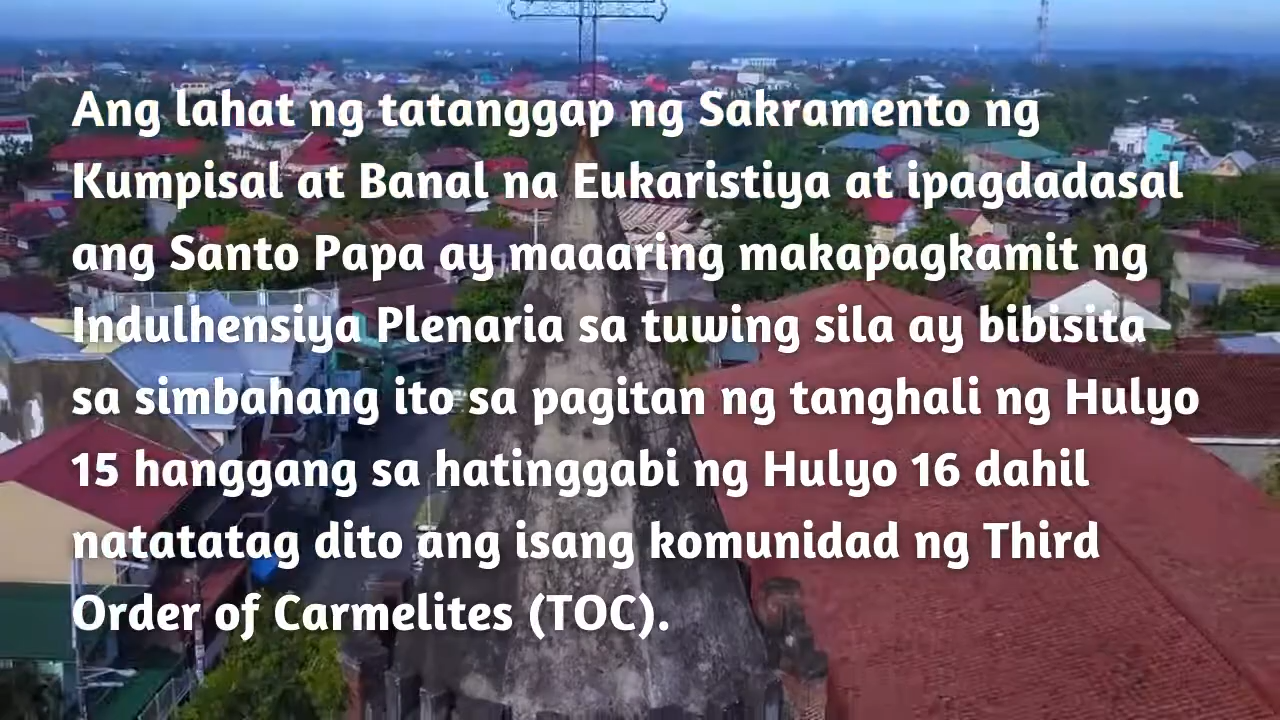 Ang lahat ng tatanggap ng Sakramento ng
Kumpisal at Banal na Eukaristiya at ipagdadasal
ang Santo Papa ay maaaring makapagkamit ng
Indulhensiya Plenaria sa tuwing sila ay bibisita
sa simbahang ito sa pagitan ng tanghali ng Hulyo
15 hanggang sa hatinggabi ng Hulyo 16 dahil
natatatag dito ang isang komunidad ng Third
Order of Carmelites (TOC).